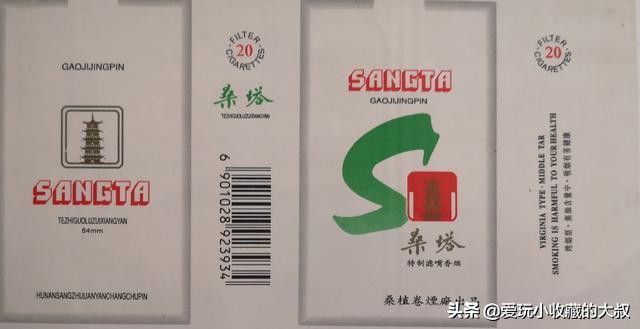 GAOJIJINGPIN
SANGTA
TEZHIGUOLUZUIXIANGYAN
84mm
HUNANSANGZHIJUANYANCHANGCHUPIN
FILTER
20
CIGARETTES
桑塔
TEZHIGUOLUZUIXIANGYAN
6 901028 923934
SANGTA
GAOJIJINGPIN
桑塔
特制滤嘴香烟
桑植卷煙廠出品
FILTER
20
CIGARETTES
VIRGINIA TYPE·MIDDLE TAR
SMOKING IS HARMFUL TO YOUR HEALTH
烤烟型·焦油含量中·吸烟有害健康
头条 @爱玩小收藏的大叔